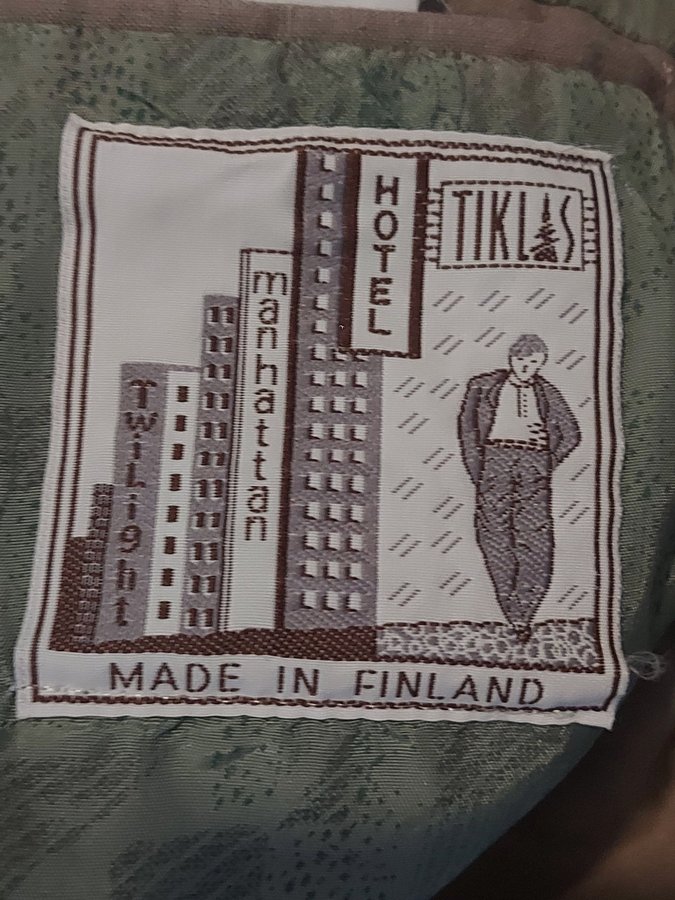 TIKLAS
HOTEL
manhattan
TwiLight
MADE IN FINLAND